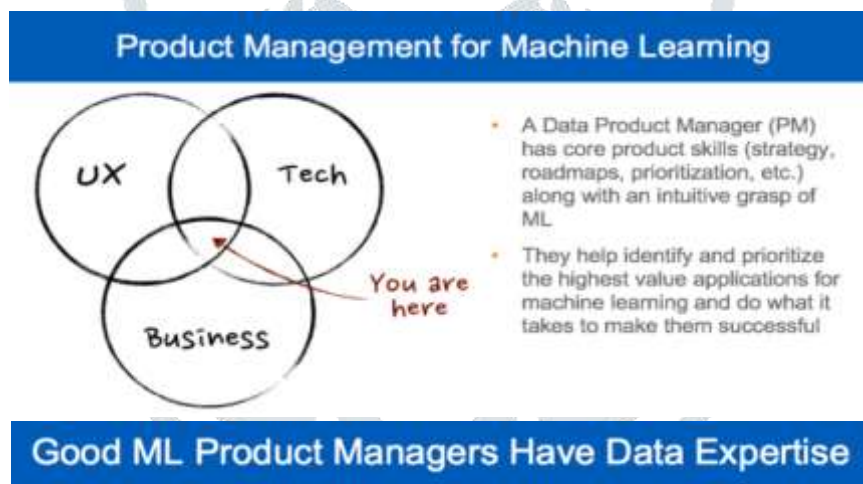 Product Management for Machine Learning
UX
Tech
You are
here
Business
• A Data Product Manager (PM)
has core product skills (strategy,
roadmaps, prioritization, etc.)
along with an intuitive grasp of
ML
• They help identify and prioritize
the highest value applications for
machine learning and do what it
takes to make them successful
Good ML Product Managers Have Data Expertise